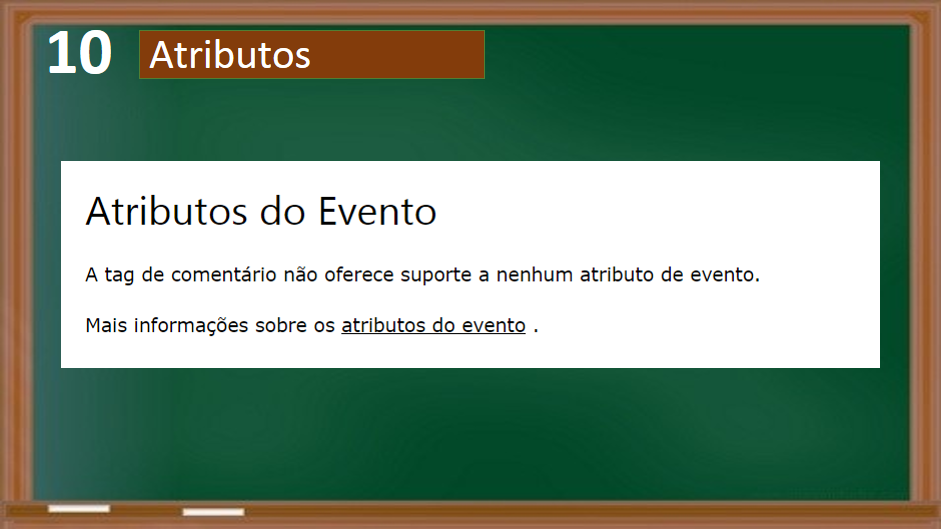 10 Atributos
Atributos do Evento
A tag de comentário não oferece suporte a nenhum atributo de evento.
Mais informações sobre os atributos do evento .